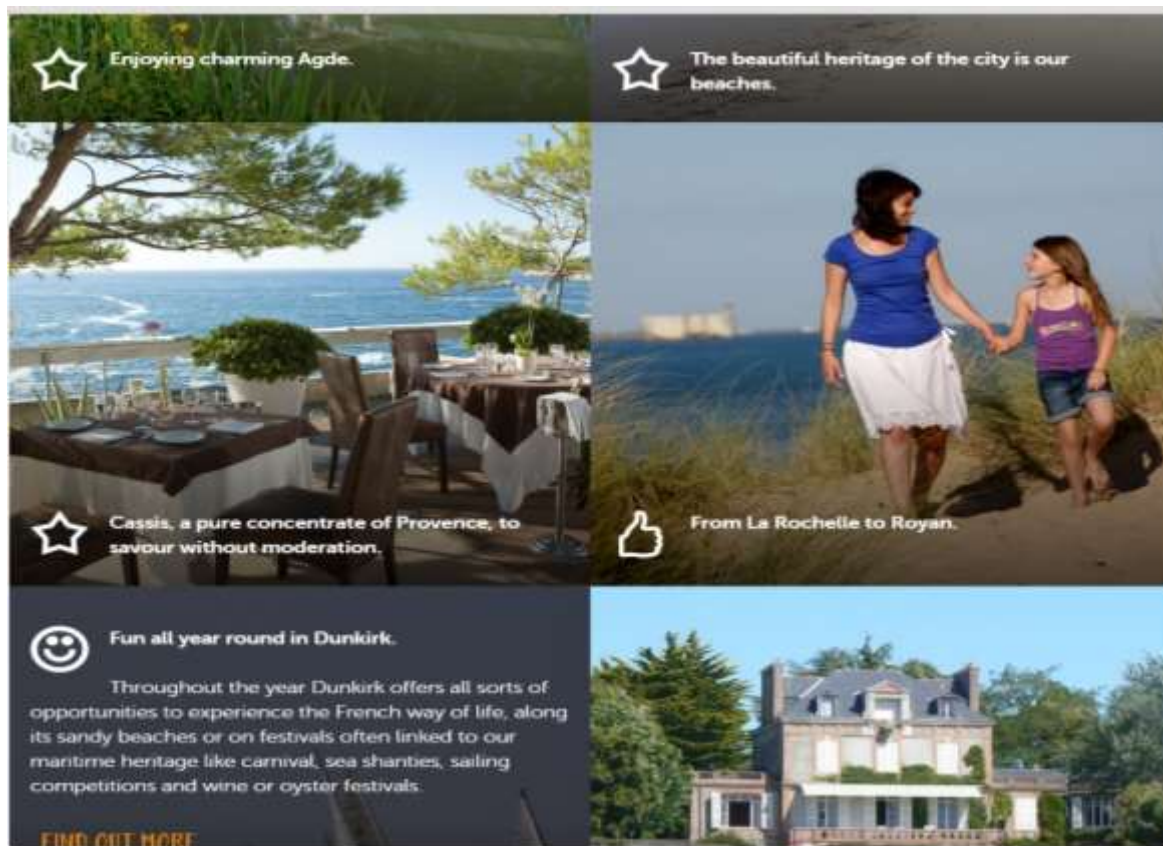 Enjoying charming Agde.
The beautiful heritage of the city is our
beaches.
Cassis, a pure concentrate of Provence, to
savour without moderation.
From La Rochelle to Royan.
Fun all year round in Dunkirk.
Throughout the year Dunkirk offers all sorts of
opportunities to experience the French way of life, along
its sandy beaches or on festivals often linked to our
maritime heritage like carnival, sea shanties, sailing
competitions and wine or oyster festivals.
FIND OUT MORE